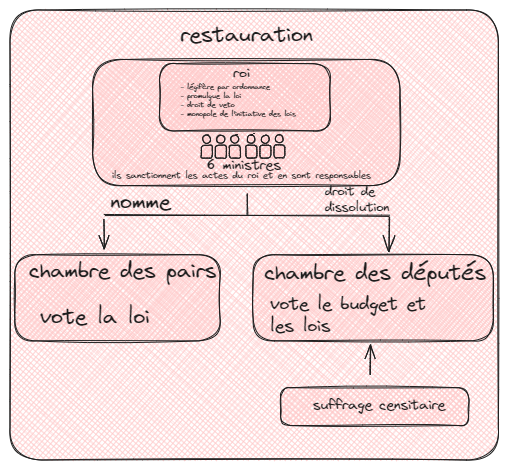 restauration
roi
- légifère par ordonnance
- promulgue la loi
- droit de veto
- monopole de l'initiative des lois
6 ministres
ils sanctionnent les actes du roi et en sont responsables
nomme
droit de
dissolution
chambre des pairs
vote la loi
chambre des députés
vote le budget et
les lois
suffrage censitaire